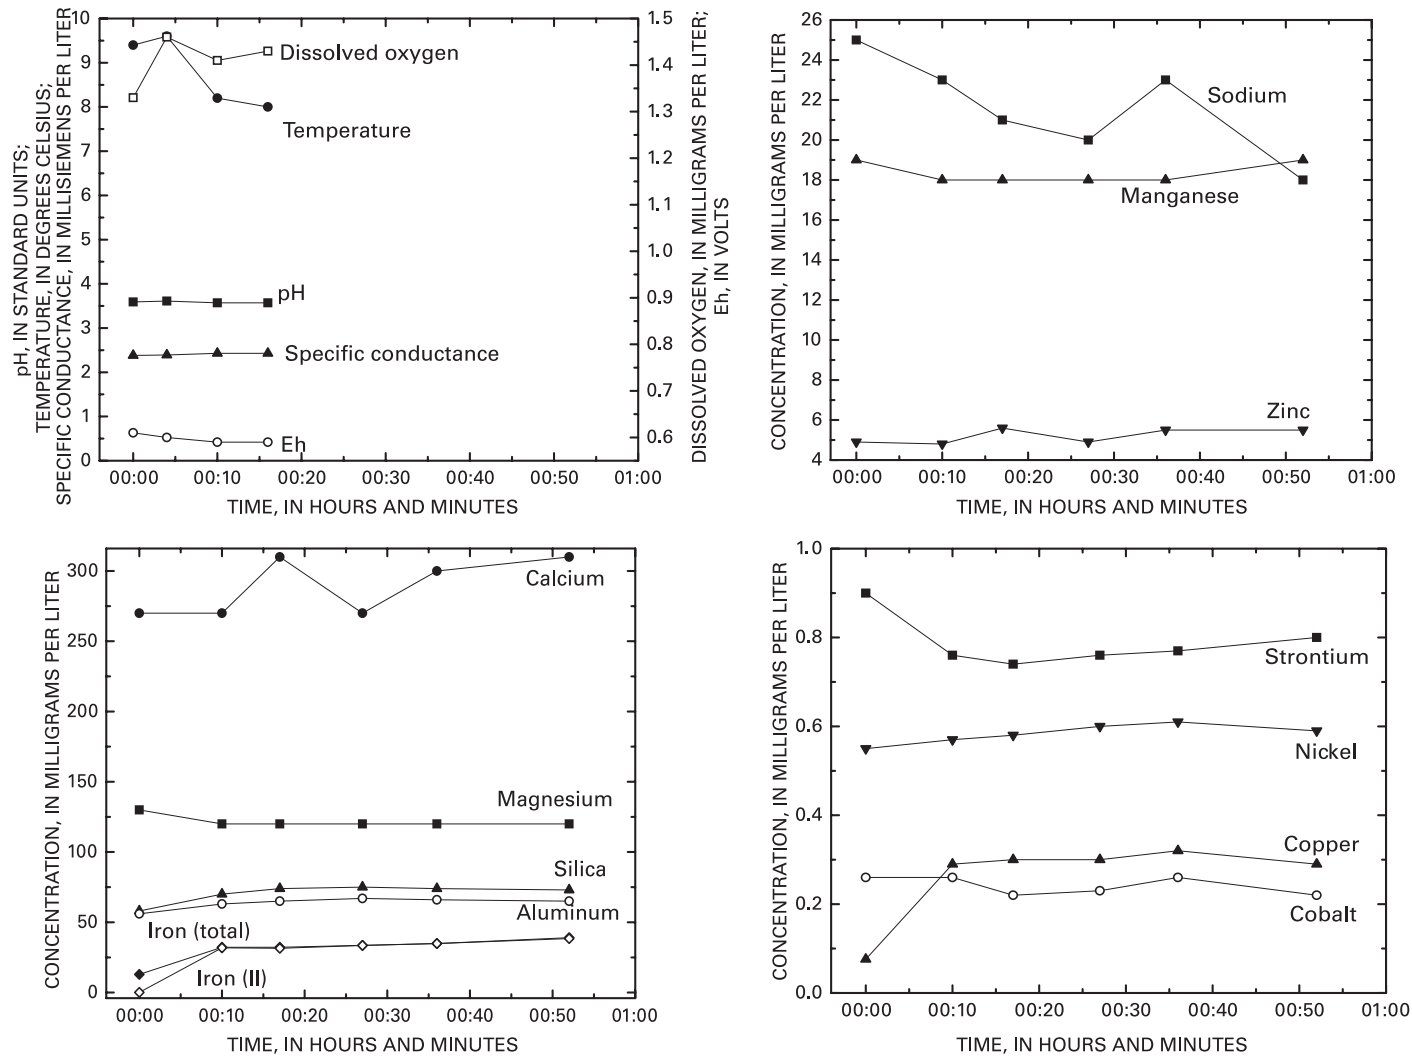 pH, IN STANDARD UNITS;
TEMPERATURE, IN DEGREES CELSIUS;
SPECIFIC CONDUCTANCE, IN MILLISIEMENS PER LITER
10
9
8
7
6
5
4
3
2
1
0
Dissolved oxygen
Temperature
pH
Specific conductance
Eh
1.5
1.4
1.3
1.2
1.1
1.0
0.9
0.8
0.7
0.6
DISSOLVED OXYGEN, IN MILLIGRAMS PER LITER;
Eh, IN VOLTS
00:00 00:10 00:20 00:30 00:40 00:50 01:00
TIME, IN HOURS AND MINUTES
CONCENTRATION, IN MILLIGRAMS PER LITER
26
24
22
20
18
16
14
12
10
8
6
4
Sodium
Manganese
Zinc
00:00 00:10 00:20 00:30 00:40 00:50 01:00
TIME, IN HOURS AND MINUTES
CONCENTRATION, IN MILLIGRAMS PER LITER
300
250
200
150
100
50
0
Calcium
Magnesium
Silica
Aluminum
Iron (total)
Iron (II)
00:00 00:10 00:20 00:30 00:40 00:50 01:00
TIME, IN HOURS AND MINUTES
CONCENTRATION, IN MILLIGRAMS PER LITER
1.0
0.8
0.6
0.4
0.2
0.0
Strontium
Nickel
Copper
Cobalt
00:00 00:10 00:20 00:30 00:40 00:50 01:00
TIME, IN HOURS AND MINUTES